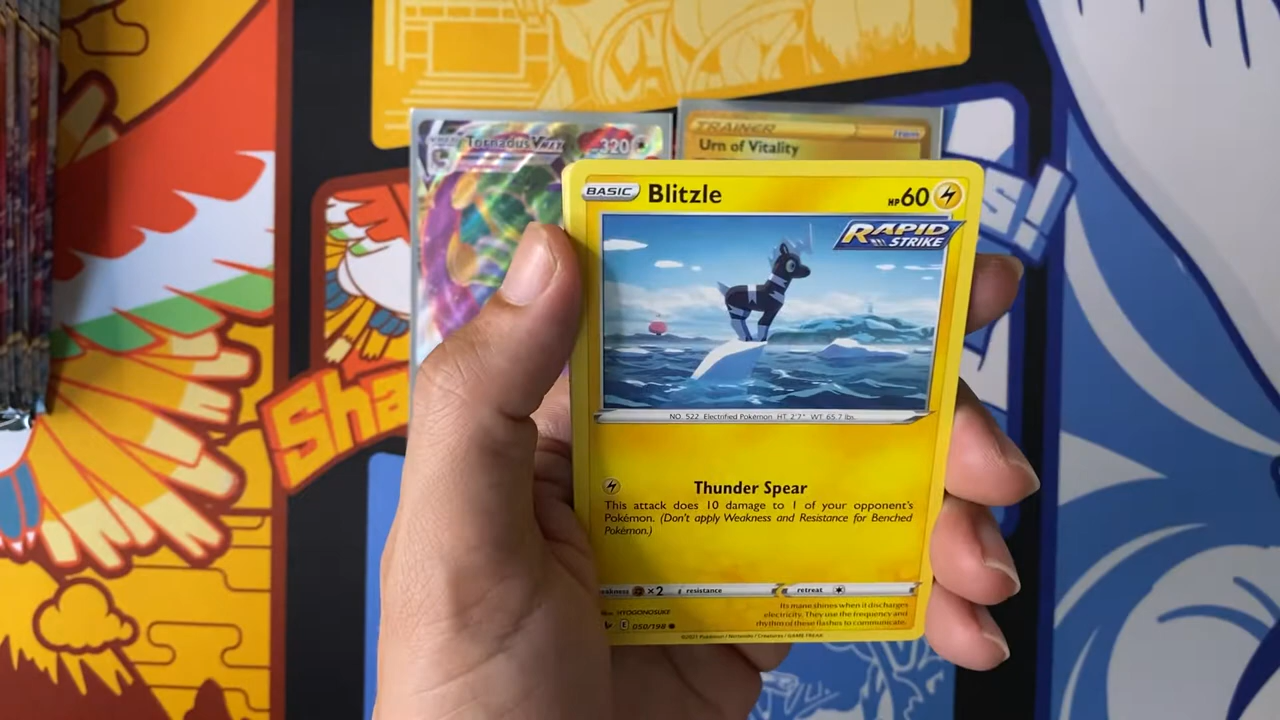 Tornadus VMAX 320
TRAINER Item
Urn of Vitality
BASIC Blitzle HP 60
RAPID
STRIKE
S!
Sha
NO. 522 Electrified Pokémon HT. 2'7" WT. 65.7 lbs.
Thunder Spear
This attack does 10 damage to 1 of your opponent's
Pokémon. (Don't apply Weakness and Resistance for Benched
Pokémon.)
weakness ×2 resistance retreat
HYOGONOSUKE
E 050/198
Its mane shines when it discharges
electricity. They use the frequency and
rhythm of these flashes to communicate.
©2021 Pokémon / Nintendo / Creatures / GAME FREAK